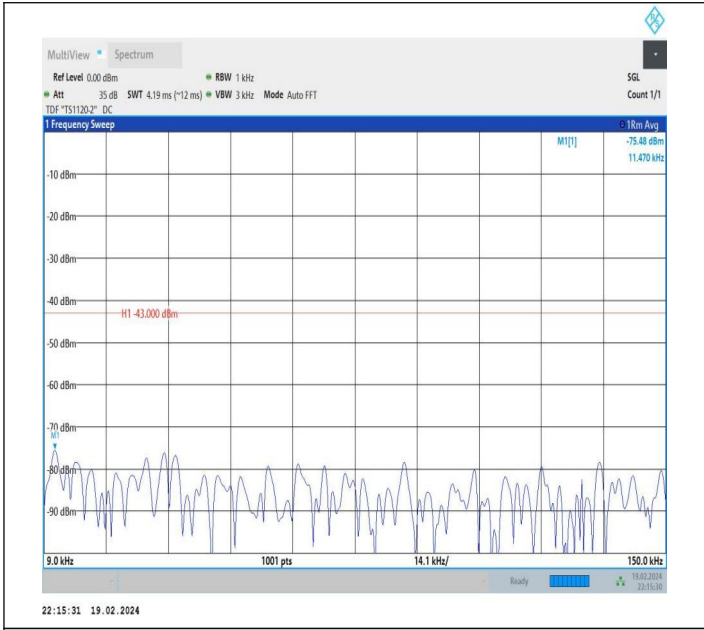 R
S
MultiView Spectrum
Ref Level 0.00 dBm RBW 1 kHz SGL
Att 35 dB SWT 4.19 ms (~12 ms) VBW 3 kHz Mode Auto FFT Count 1/1
TDF "TS1120-2" DC
1 Frequency Sweep 1Rm Avg
M1[1] -75.48 dBm
11.470 kHz
-10 dBm
-20 dBm
-30 dBm
-40 dBm
H1 -43.000 dBm
-50 dBm
-60 dBm
-70 dBm
M1
-80 dBm
-90 dBm
9.0 kHz 1001 pts 14.1 kHz/ 150.0 kHz
Ready 19.02.2024
22:15:30
22:15:31 19.02.2024